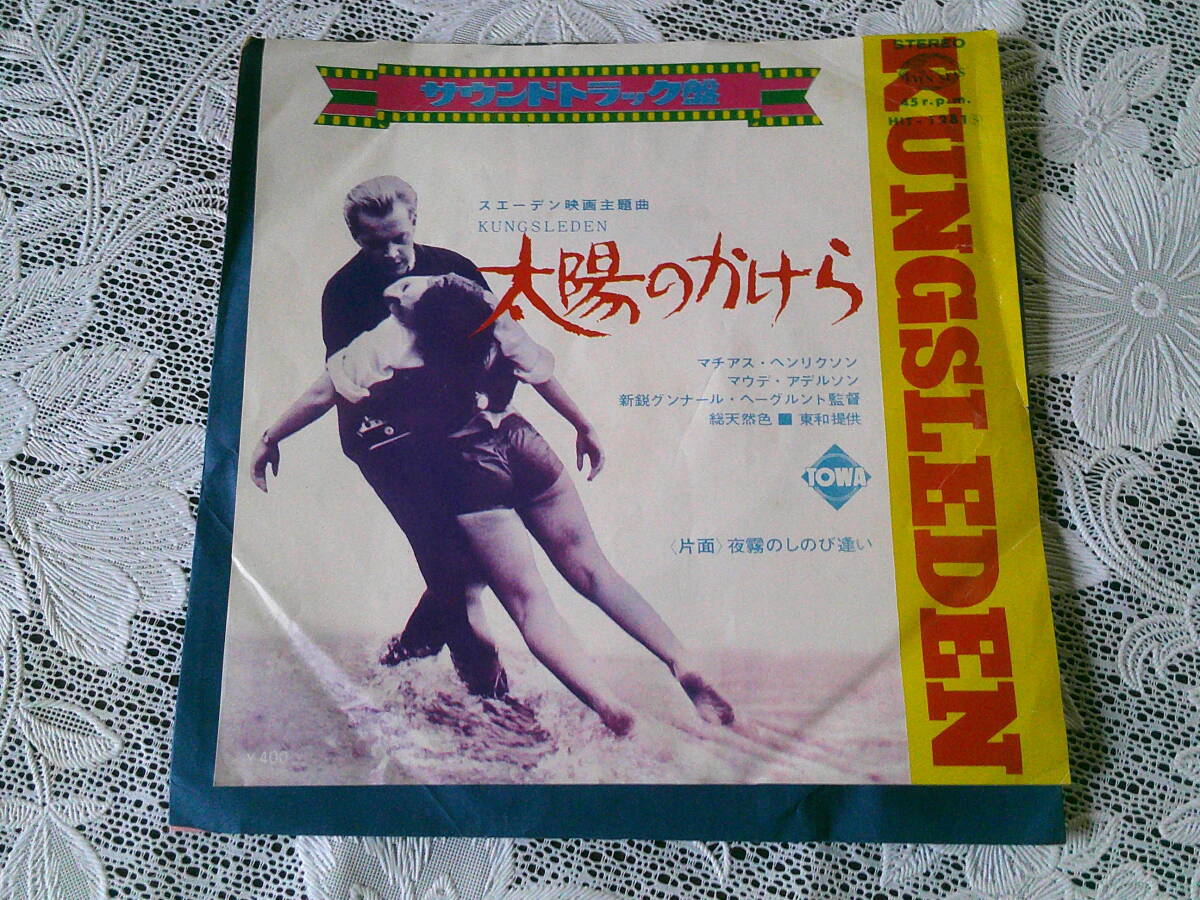 サウンドトラック盤
STEREO
45 r.p.m.
スエーデン映画主題曲
KUNGSLEDEN
太陽のかけら
マチアス・ヘンリクソン
マウデ・アデルソン
新鋭グンナール・ヘーグルント監督
総天然色 ■ 東和提供
TOWA
〈片面〉夜霧のしのび逢い
¥400
KUNGSLEDEN